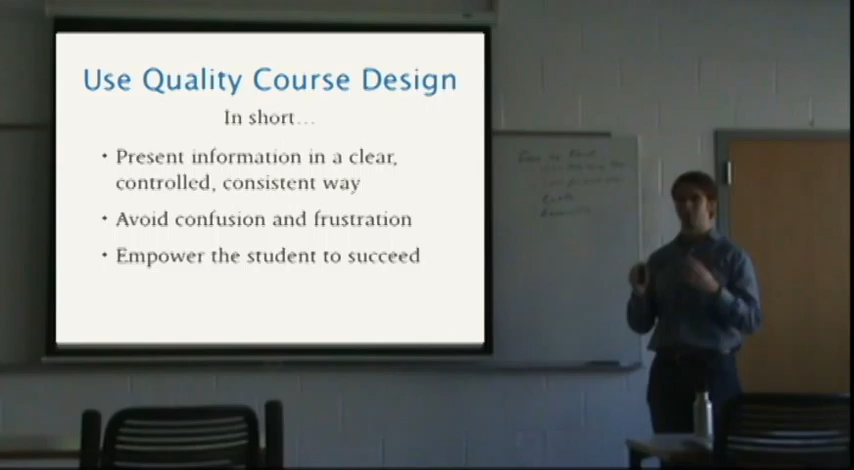 Use Quality Course Design
In short...
• Present information in a clear,
controlled, consistent way
• Avoid confusion and frustration
• Empower the student to succeed